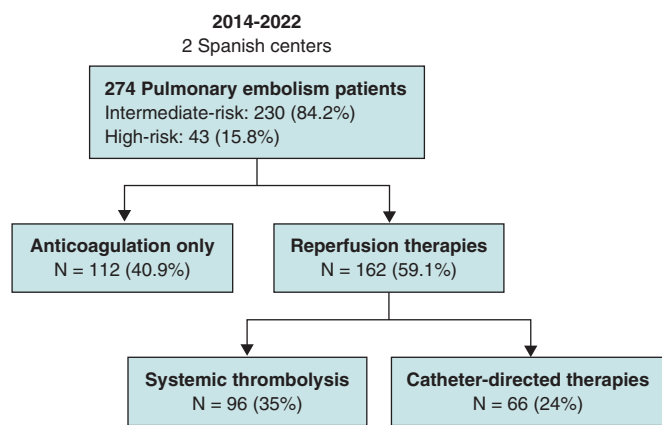 2014-2022
2 Spanish centers
274 Pulmonary embolism patients
Intermediate-risk: 230 (84.2%)
High-risk: 43 (15.8%)
Anticoagulation only
N = 112 (40.9%)
Reperfusion therapies
N = 162 (59.1%)
Systemic thrombolysis
N = 96 (35%)
Catheter-directed therapies
N = 66 (24%)